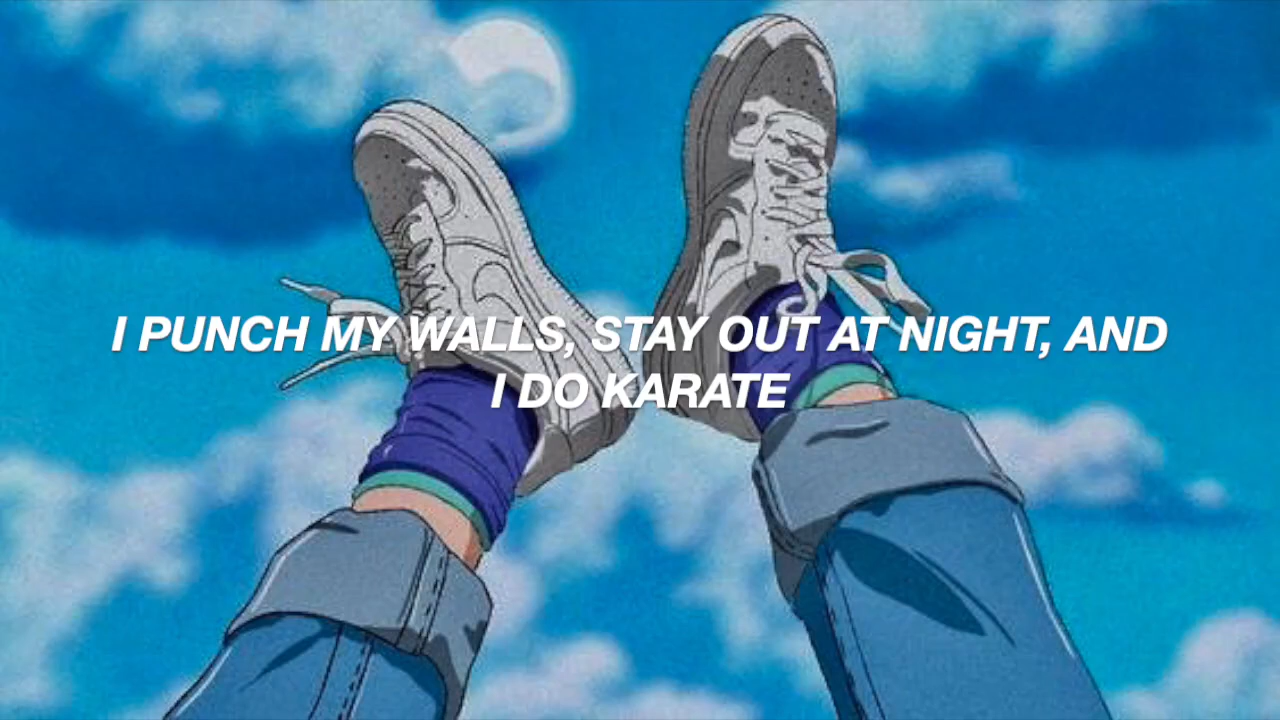 I PUNCH MY WALLS, STAY OUT AT NIGHT, AND
I DO KARATE